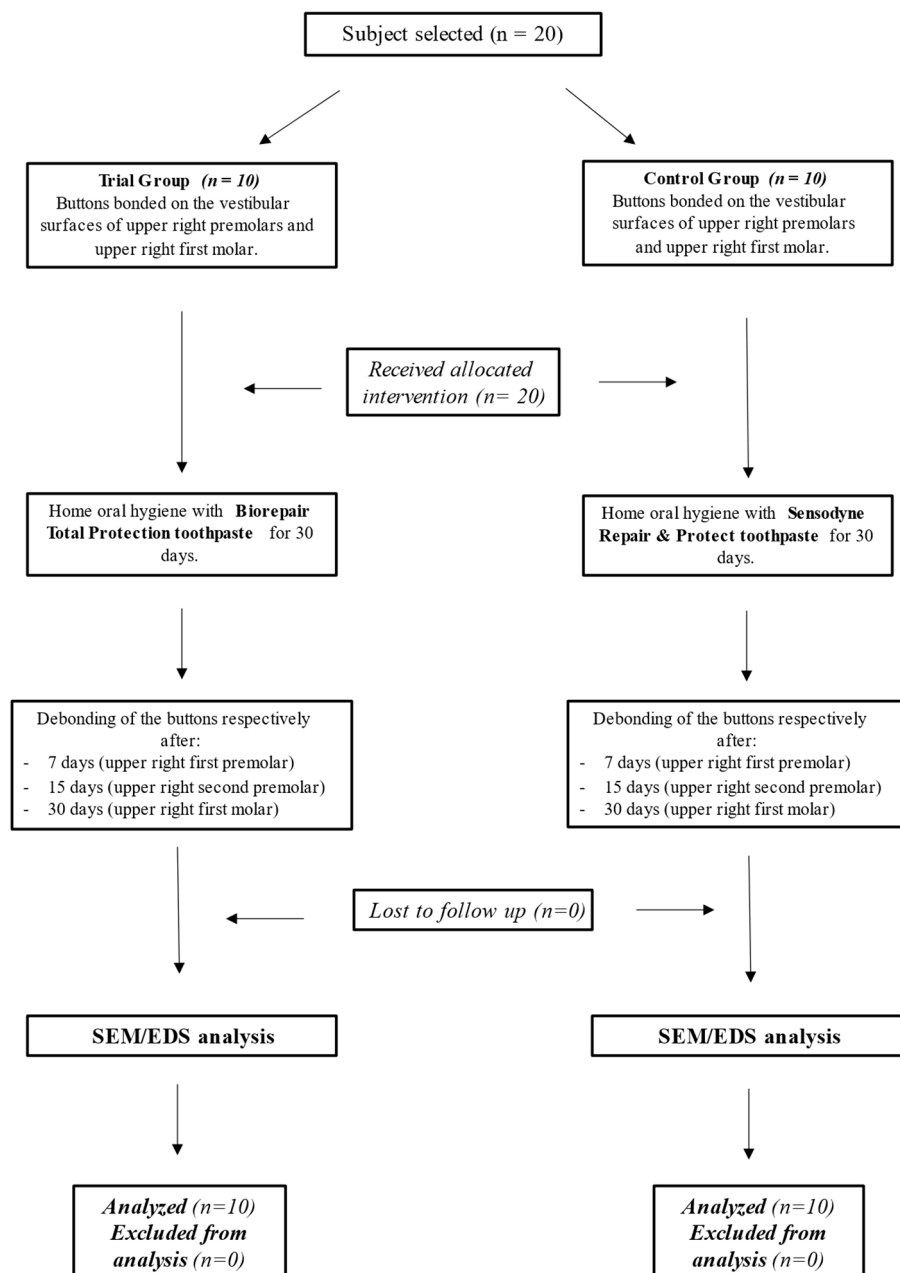 Subject selected (n = 20)
Trial Group (n = 10)
Buttons bonded on the vestibular
surfaces of upper right premolars and
upper right first molar.
Control Group (n = 10)
Buttons bonded on the vestibular
surfaces of upper right premolars
and upper right first molar.
Received allocated
intervention (n= 20)
Home oral hygiene with Biorepair
Total Protection toothpaste for 30
days.
Home oral hygiene with Sensodyne
Repair & Protect toothpaste for 30
days.
Debonding of the buttons respectively
after:
- 7 days (upper right first premolar)
- 15 days (upper right second premolar)
- 30 days (upper right first molar)
Debonding of the buttons respectively
after:
- 7 days (upper right first premolar)
- 15 days (upper right second premolar)
- 30 days (upper right first molar)
Lost to follow up (n=0)
SEM/EDS analysis
SEM/EDS analysis
Analyzed (n=10)
Excluded from
analysis (n=0)
Analyzed (n=10)
Excluded from
analysis (n=0)